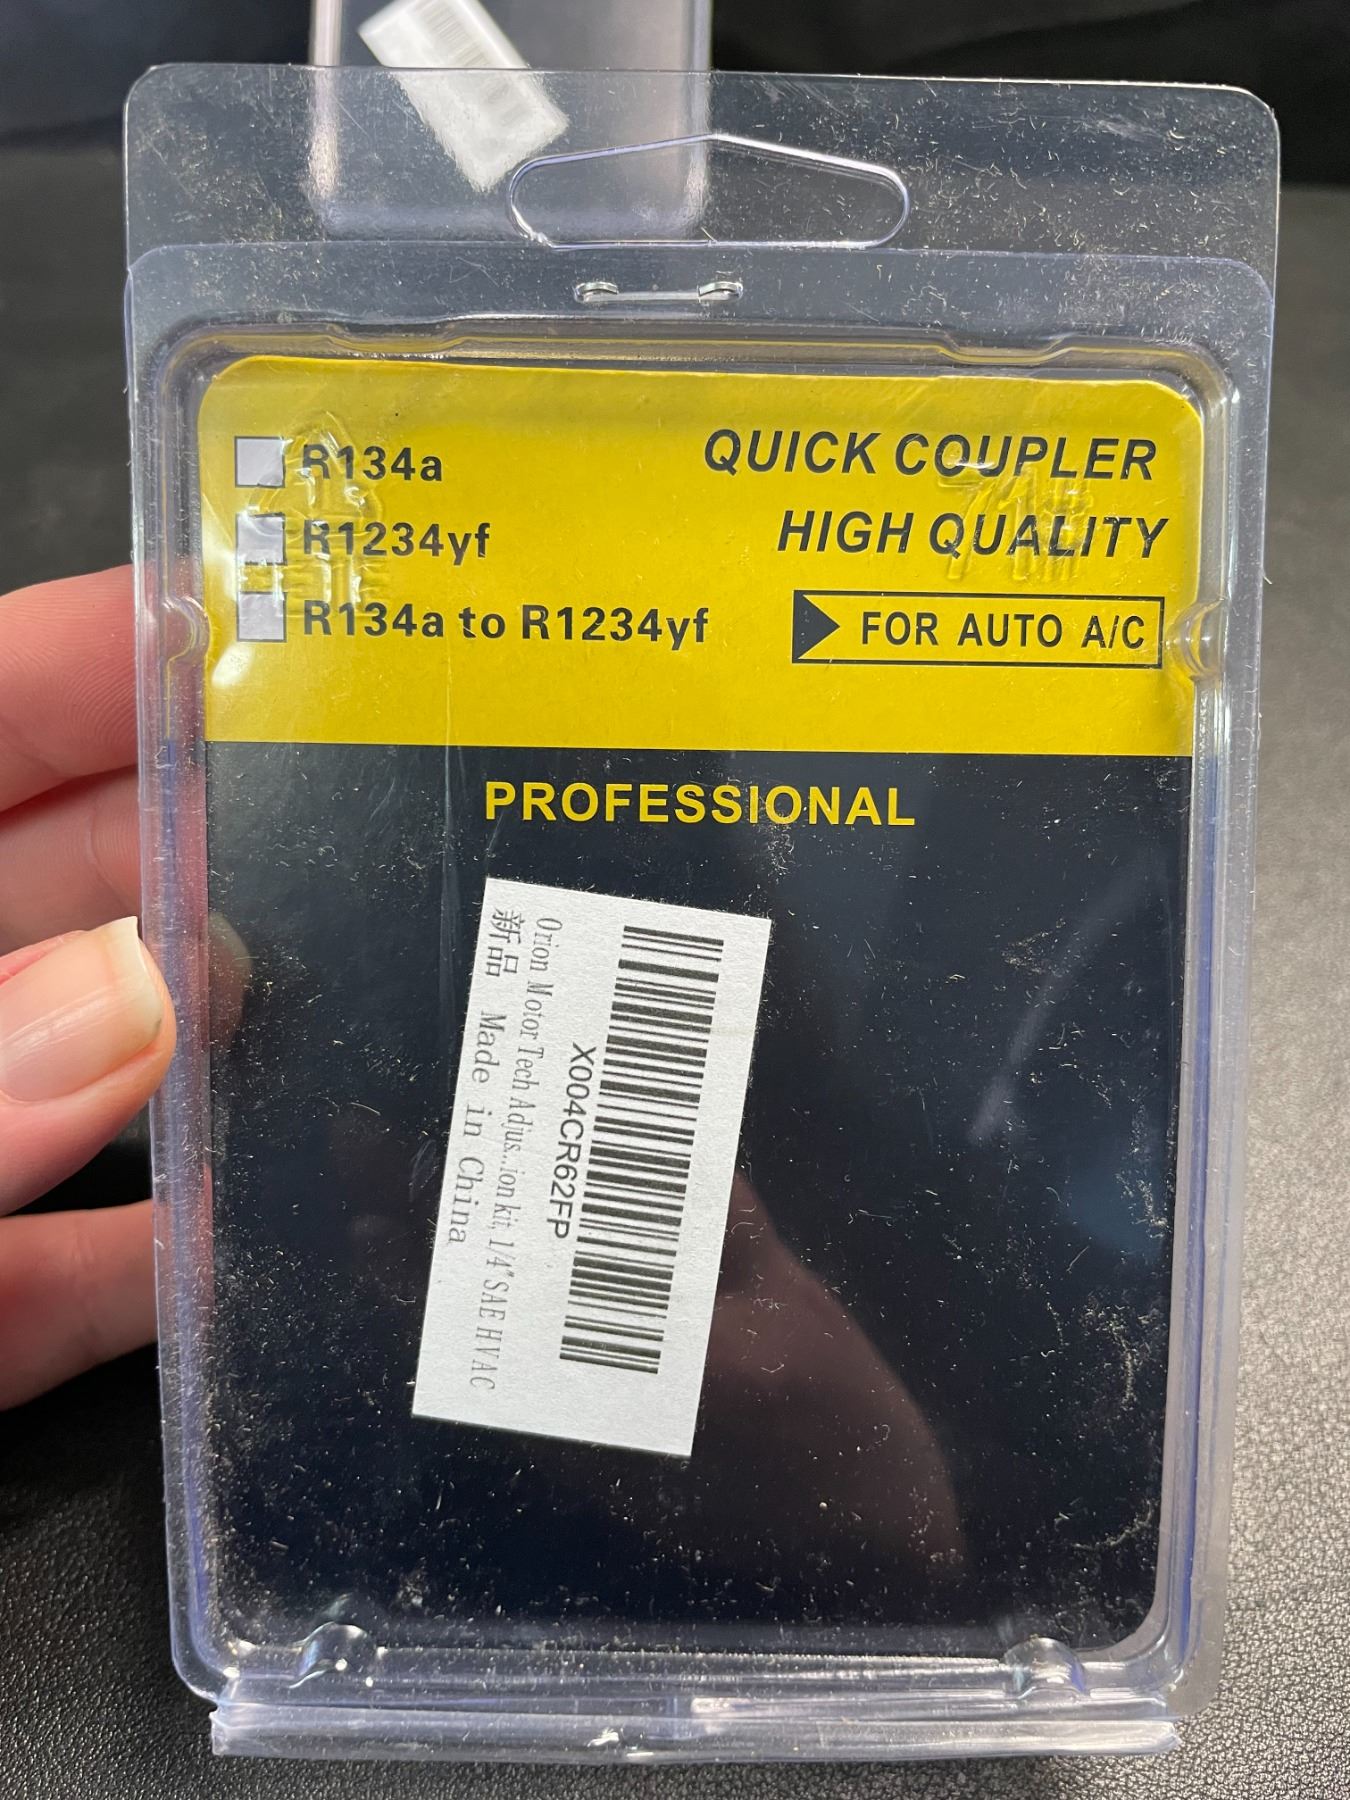 R134a
R1234yf
R134a to R1234yf
QUICK COUPLER
HIGH QUALITY
FOR AUTO A/C
PROFESSIONAL
X004CR62FP
Orion Motor Tech Adjus..ion kit, 1/4"SAE HVAC
新品 Made in China